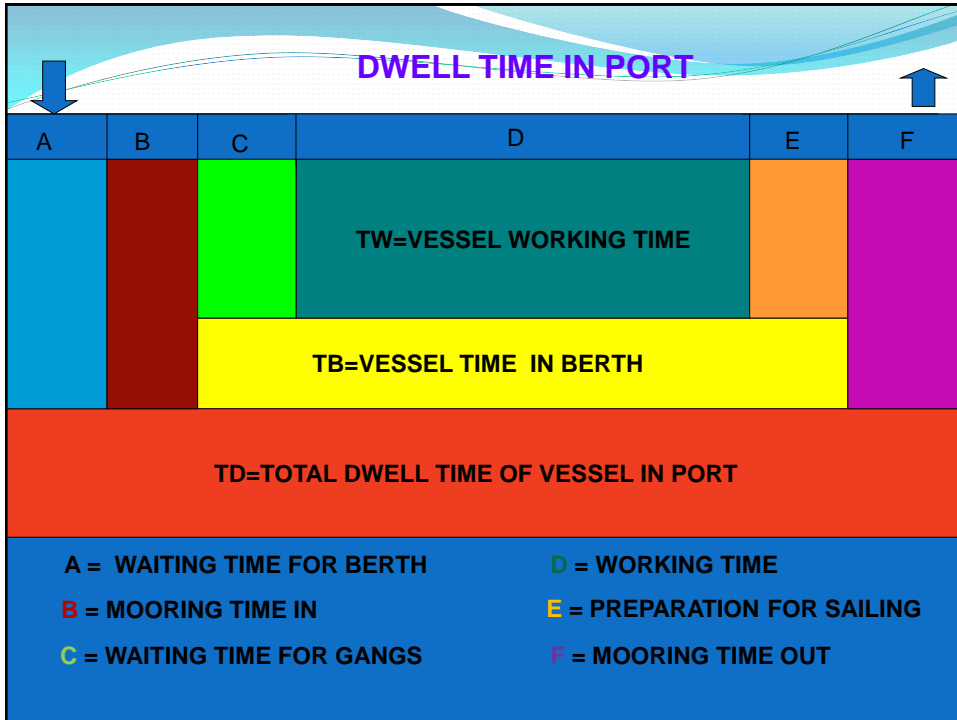 DWELL TIME IN PORT
A B C D E F
TW=VESSEL WORKING TIME
TB=VESSEL TIME IN BERTH
TD=TOTAL DWELL TIME OF VESSEL IN PORT
A = WAITING TIME FOR BERTH
B = MOORING TIME IN
C = WAITING TIME FOR GANGS
D = WORKING TIME
E = PREPARATION FOR SAILING
F = MOORING TIME OUT